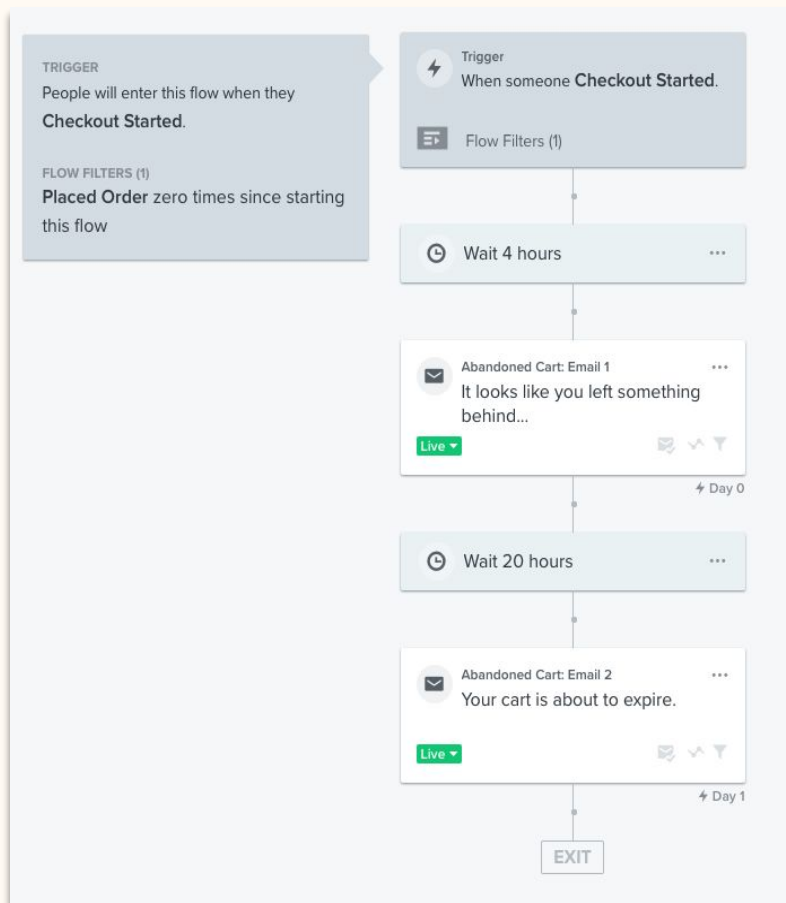 TRIGGER
People will enter this flow when they
Checkout Started.
FLOW FILTERS (1)
Placed Order zero times since starting
this flow
Trigger
When someone Checkout Started.
Flow Filters (1)
Wait 4 hours
Abandoned Cart: Email 1
It looks like you left something
behind...
Live
Day 0
Wait 20 hours
Abandoned Cart: Email 2
Your cart is about to expire.
Live
Day 1
EXIT